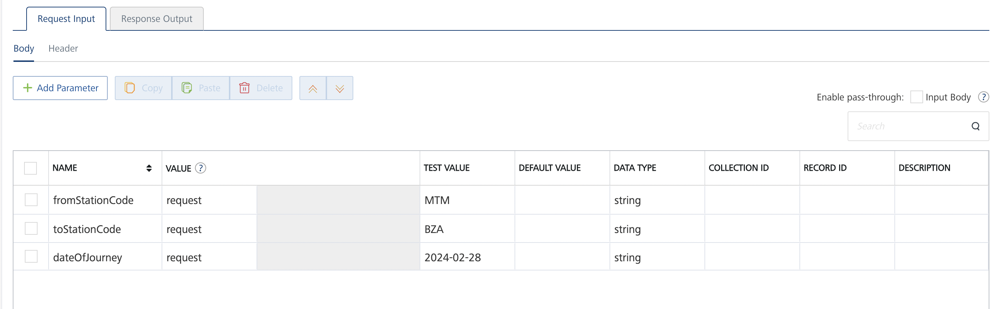 Request Input Response Output
Body Header
Add Parameter Copy Paste Delete
Enable pass-through: Input Body ?
Search
NAME VALUE ? TEST VALUE DEFAULT VALUE DATA TYPE COLLECTION ID RECORD ID DESCRIPTION
fromStationCode request MTM string
toStationCode request BZA string
dateOfJourney request 2024-02-28 string